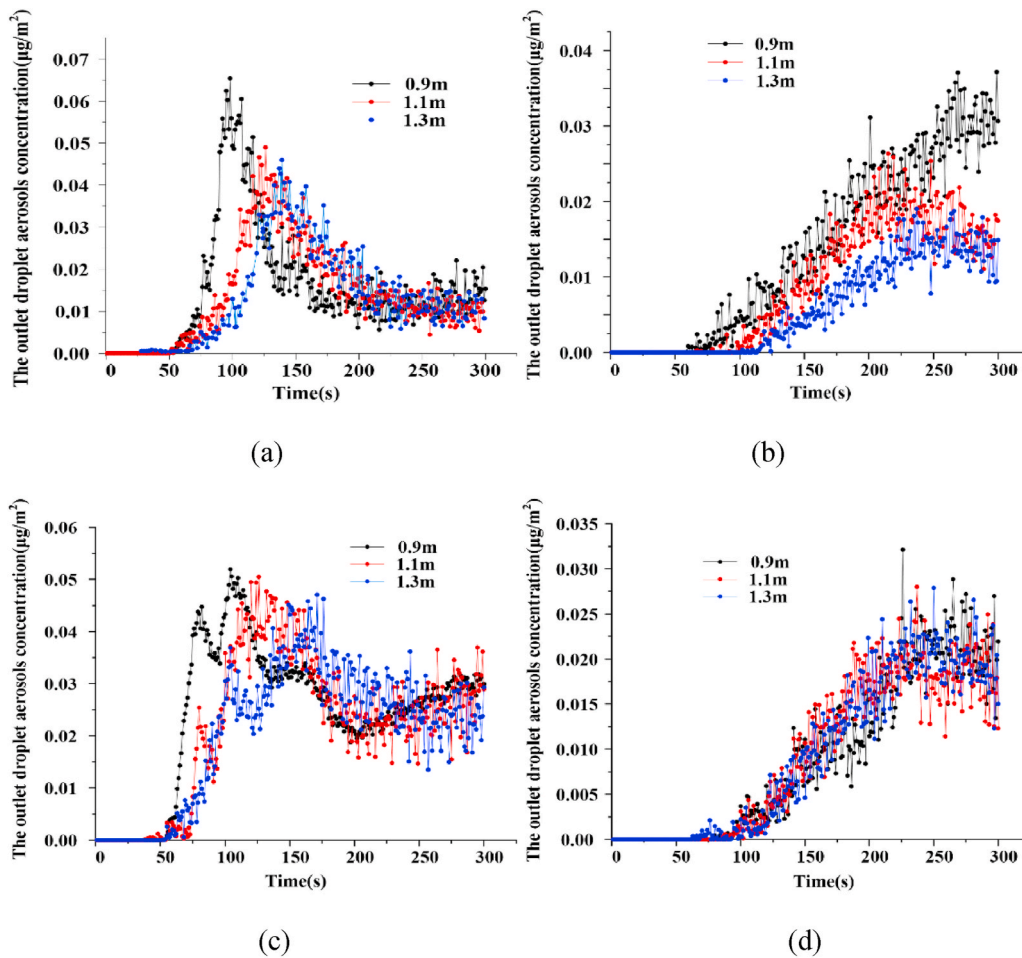 The outlet droplet aerosols concentration(μg/m²)
0.07
0.06
0.05
0.04
0.03
0.02
0.01
0.00
0.9m
1.1m
1.3m
0 50 100 150 200 250 300
Time(s)
(a)
The outlet droplet aerosols concentration(μg/m²)
0.04
0.03
0.02
0.01
0.00
0.9m
1.1m
1.3m
0 50 100 150 200 250 300
Time(s)
(b)
The outlet droplet aerosols concentration(μg/m²)
0.06
0.05
0.04
0.03
0.02
0.01
0.00
0.9m
1.1m
1.3m
0 50 100 150 200 250 300
Time(s)
(c)
The outlet droplet aerosols concentration(μg/m²)
0.035
0.030
0.025
0.020
0.015
0.010
0.005
0.000
0.9m
1.1m
1.3m
0 50 100 150 200 250 300
Time(s)
(d)